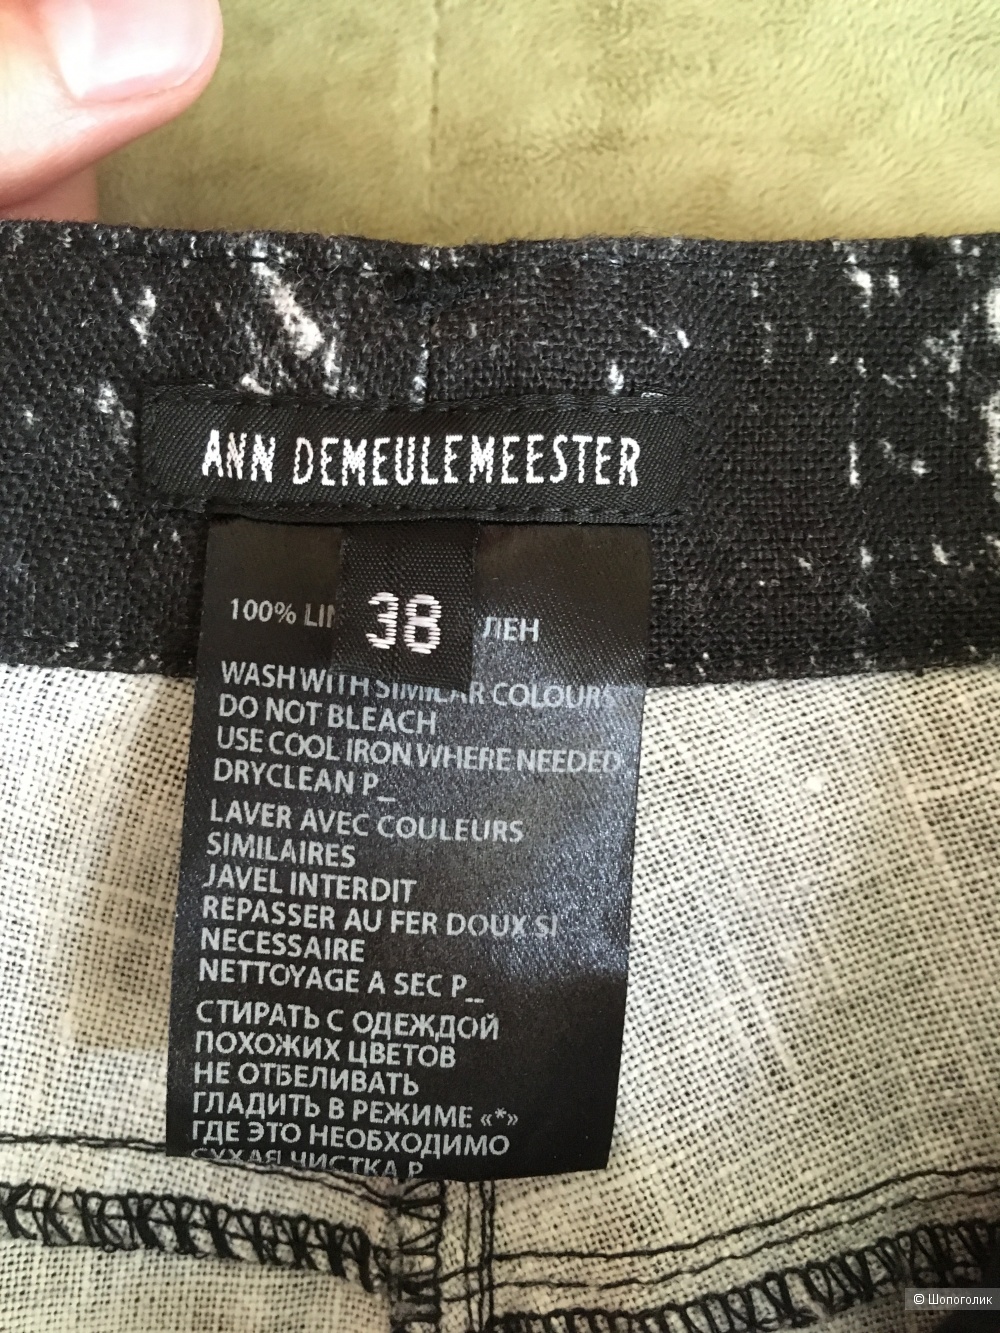 ANN DEMEULEMEESTER
38
100% ЛЕН
WASH WITH SIMILAR COLOURS
DO NOT BLEACH
USE COOL IRON WHERE NEEDED
DRYCLEAN P_
LAVER AVEC COULEURS
SIMILAIRES
JAVEL INTERDIT
REPASSER AU FER DOUX SI
NECESSAIRE
NETTOYAGE A SEC P_
СТИРАТЬ С ОДЕЖДОЙ
ПОХОЖИХ ЦВЕТОВ
НЕ ОТБЕЛИВАТЬ
ГЛАДИТЬ В РЕЖИМЕ «*»
ГДЕ ЭТО НЕОБХОДИМО
СУХАЯ ЧИСТКА P
© Шопоголик